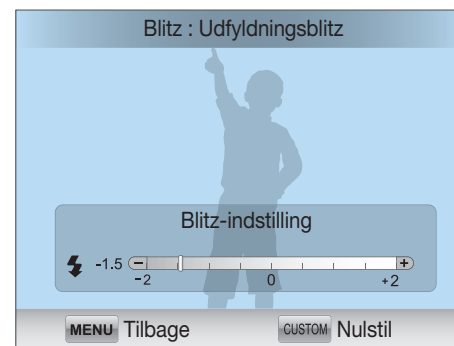 Blitz : Udfyldningsblitz
Blitz-indstilling
-1.5
-2 0 +2
MENU Tilbage CUSTOM Nulstil